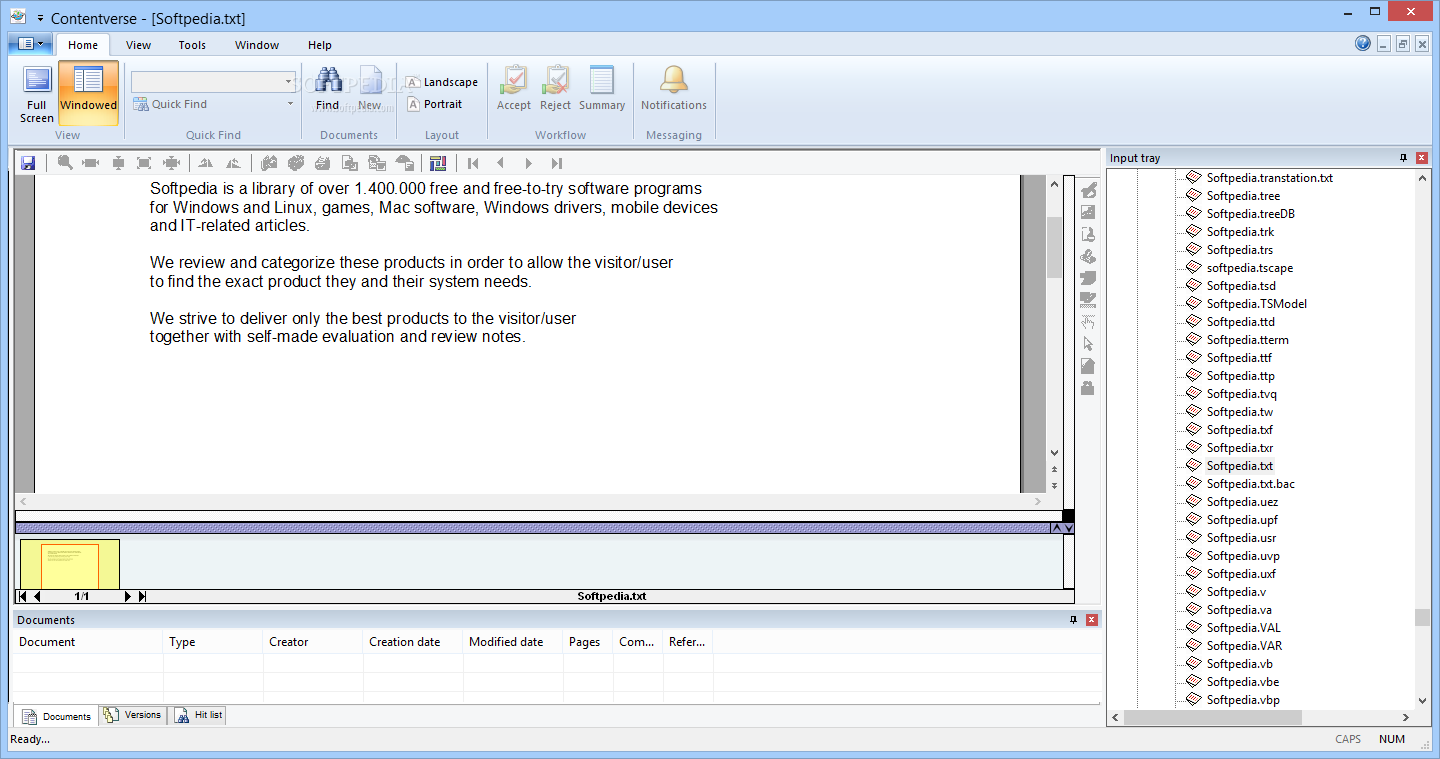 Contentverse - [Softpedia.txt]
Home View Tools Window Help
Full Screen
Windowed
View
Quick Find
Quick Find
Find
New
Documents
Landscape
Portrait
Layout
Accept
Reject
Summary
Workflow
Notifications
Messaging
SOFTPEDIA
Softpedia is a library of over 1.400.000 free and free-to-try software programs
for Windows and Linux, games, Mac software, Windows drivers, mobile devices
and IT-related articles.
We review and categorize these products in order to allow the visitor/user
to find the exact product they and their system needs.
We strive to deliver only the best products to the visitor/user
together with self-made evaluation and review notes.
1/1
Softpedia.txt
Documents
Document Type Creator Creation date Modified date Pages Com... Refer...
Documents Versions Hit list
Input tray
Softpedia.transtation.txt
Softpedia.tree
Softpedia.treeDB
Softpedia.trk
Softpedia.trs
softpedia.tscape
Softpedia.tsd
Softpedia.TSModel
Softpedia.ttd
Softpedia.tterm
Softpedia.ttf
Softpedia.ttp
Softpedia.tvq
Softpedia.tw
Softpedia.txf
Softpedia.txr
Softpedia.txt
Softpedia.txt.bac
Softpedia.uez
Softpedia.upf
Softpedia.usr
Softpedia.uvp
Softpedia.uxf
Softpedia.v
Softpedia.va
Softpedia.VAL
Softpedia.VAR
Softpedia.vb
Softpedia.vbe
Softpedia.vbp
Ready...
CAPS NUM